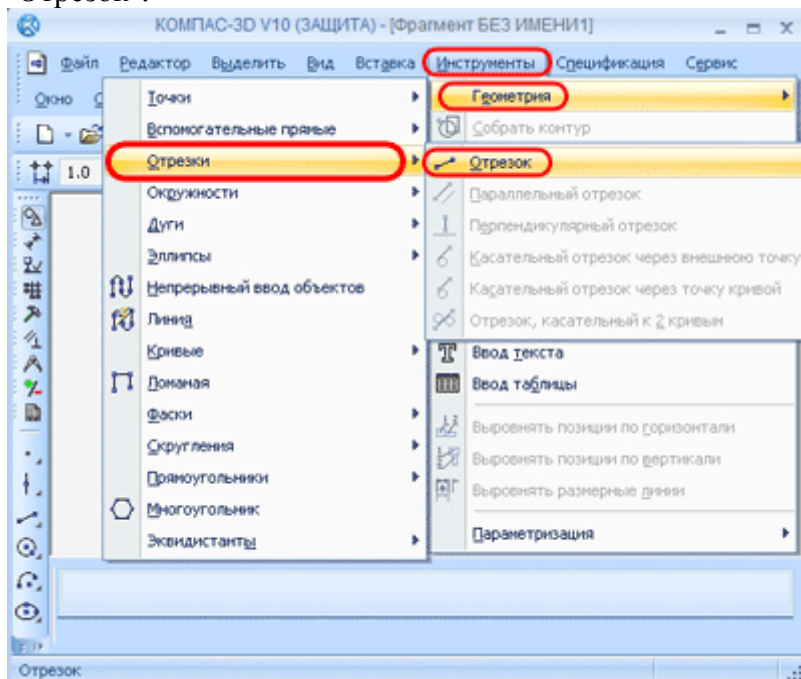 "Отрезок".
КОМПАС-3D V10 (ЗАЩИТА) - [Фрагмент БЕЗ ИМЕНИ1]
Файл Редактор Выделить Вид Вставка Инструменты Спецификация Сервис
Окно
1.0
Точки
Вспомогательные прямые
Отрезки
Окружности
Дуги
Эллипсы
Непрерывный ввод объектов
Линия
Кривые
Ломаная
Фаски
Скругления
Прямоугольники
Многоугольник
Эквидистанты
Геометрия
Собрать контур
Отрезок
Параллельный отрезок
Перпендикулярный отрезок
Касательный отрезок через внешнюю точку
Касательный отрезок через точку кривой
Отрезок, касательный к 2 кривым
Ввод текста
Ввод таблицы
Выровнять позиции по горизонтали
Выровнять позиции по вертикали
Выровнять размерные линии
Параметризация
Отрезок